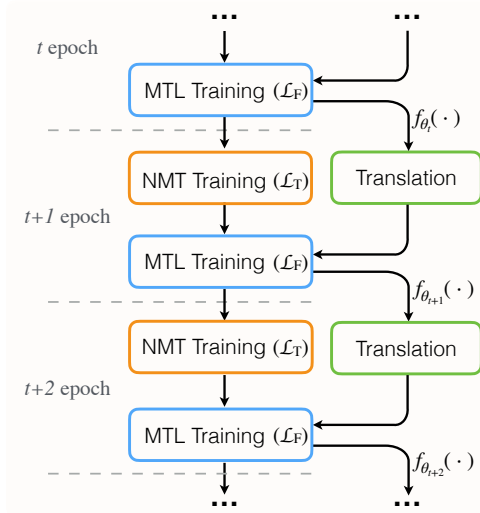 ... ...
t epoch
MTL Training (ℒF)
fθt(·)
NMT Training (ℒT) Translation
t+1 epoch
MTL Training (ℒF)
fθt+1(·)
NMT Training (ℒT) Translation
t+2 epoch
MTL Training (ℒF)
fθt+2(·)
... ...